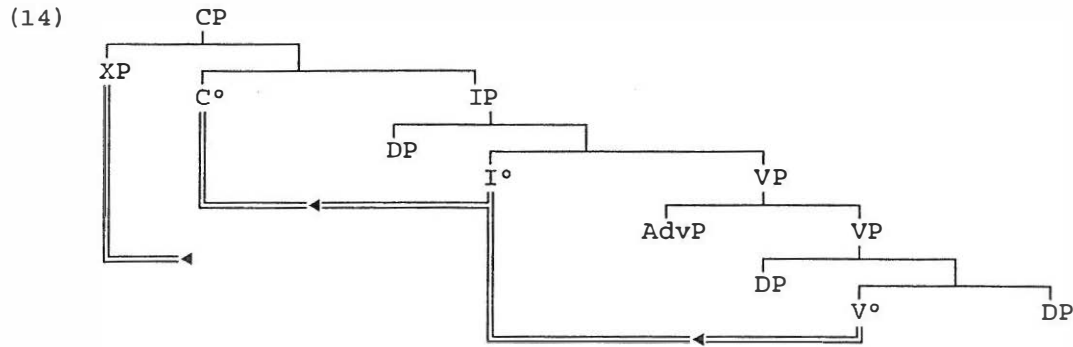 (14) CP
XP
C° IP
DP
I° VP
AdvP VP
DP
V° DP